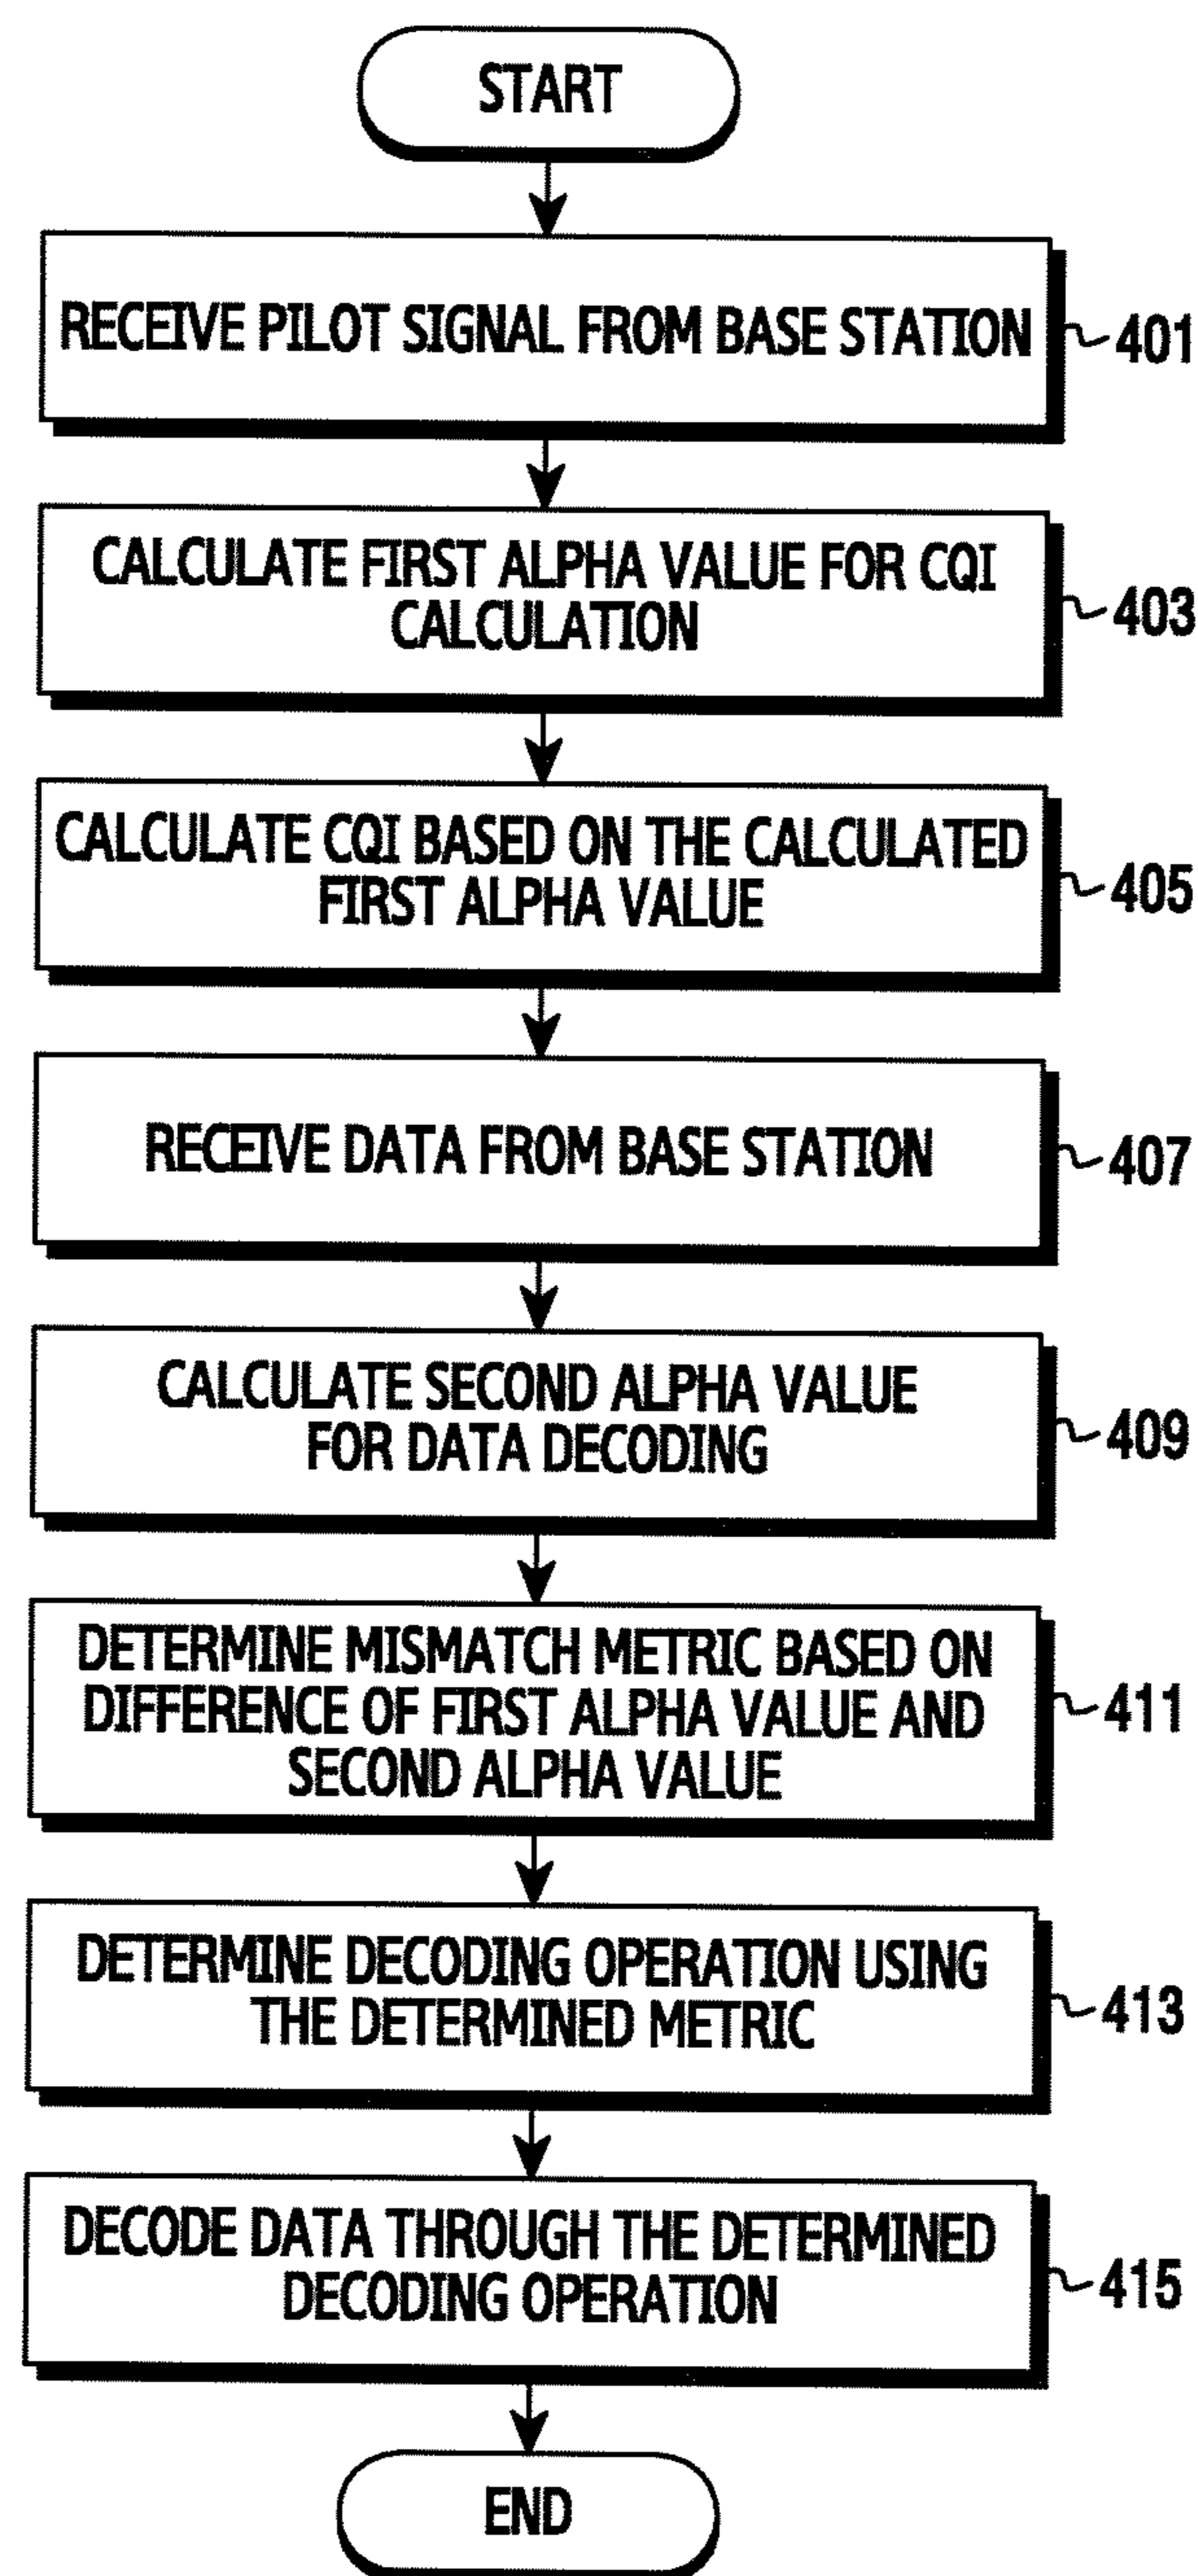 START
RECEIVE PILOT SIGNAL FROM BASE STATION
401
CALCULATE FIRST ALPHA VALUE FOR CQI
CALCULATION
403
CALCULATE CQI BASED ON THE CALCULATED
FIRST ALPHA VALUE
405
RECEIVE DATA FROM BASE STATION
407
CALCULATE SECOND ALPHA VALUE
FOR DATA DECODING
409
DETERMINE MISMATCH METRIC BASED ON
DIFFERENCE OF FIRST ALPHA VALUE AND
SECOND ALPHA VALUE
411
DETERMINE DECODING OPERATION USING
THE DETERMINED METRIC
413
DECODE DATA THROUGH THE DETERMINED
DECODING OPERATION
415
END